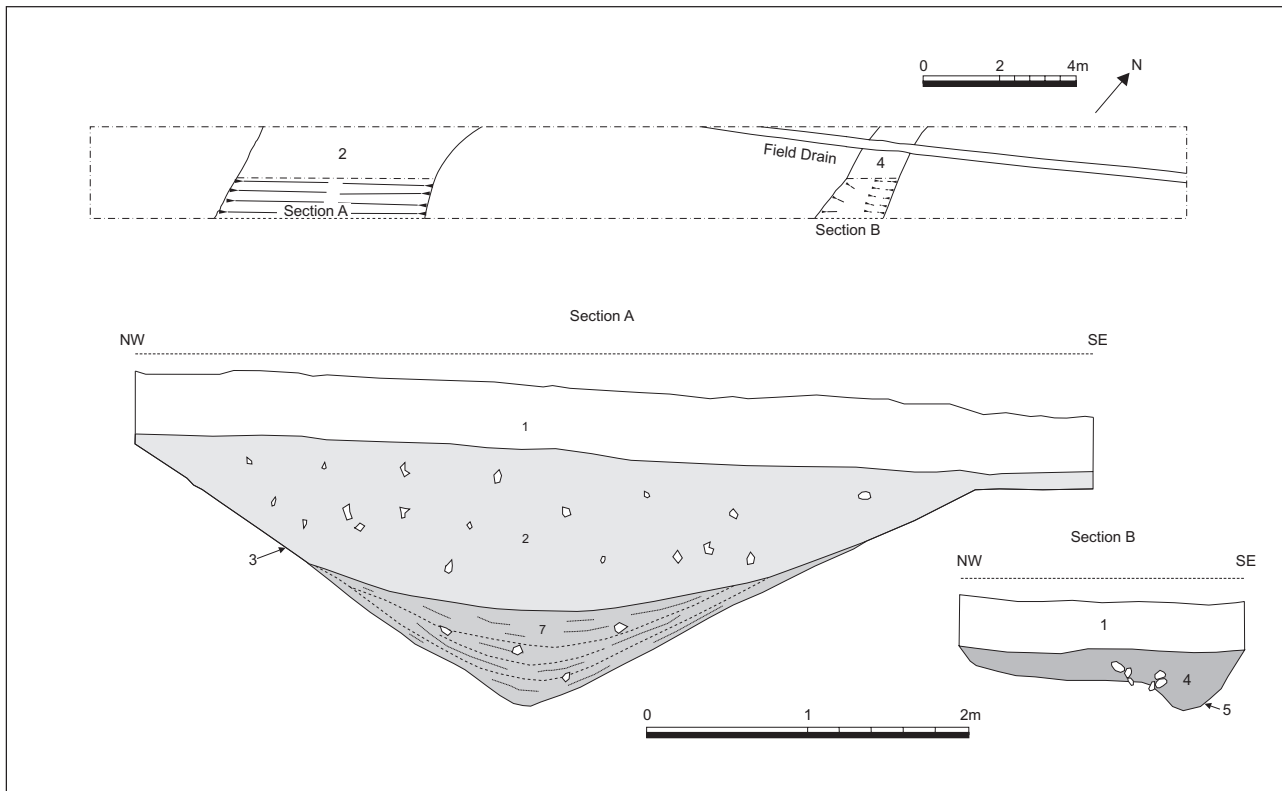 0 2 4m
N
2
Field Drain
4
Section A
Section B
Section A
NW SE
1
2
3
7
Section B
NW SE
1
4
5
0 1 2m